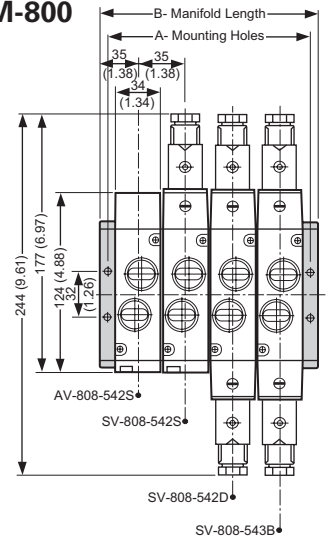 M-800
B- Manifold Length
A- Mounting Holes
35
(1.38)
35
(1.38)
34
(1.34)
244 (9.61)
177 (6.97)
124 (4.88)
32
(1.26)
AV-808-542S
SV-808-542S
SV-808-542D
SV-808-543B